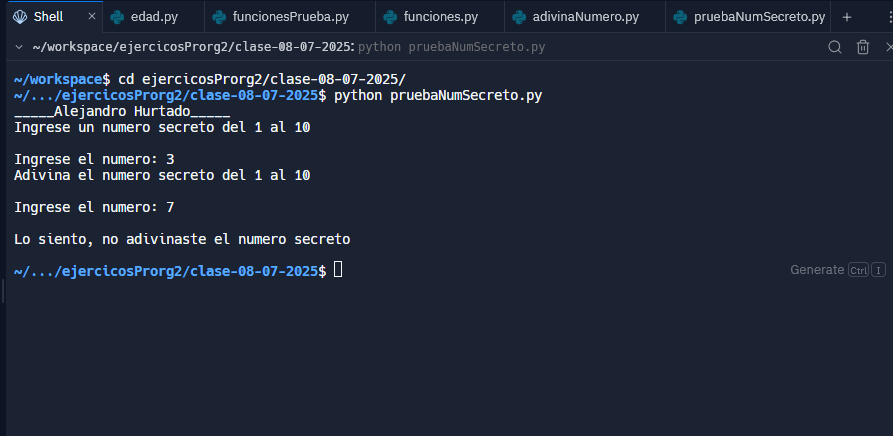 Shell × edad.py funcionesPrueba.py funciones.py adivinaNumero.py pruebaNumSecreto.py +
~/workspace/ejercicosProrg2/clase-08-07-2025: python pruebaNumSecreto.py
~/workspace$ cd ejercicosProrg2/clase-08-07-2025/
~/.../ejercicosProrg2/clase-08-07-2025$ python pruebaNumSecreto.py
_____Alejandro Hurtado_____
Ingrese un numero secreto del 1 al 10
Ingrese el numero: 3
Adivina el numero secreto del 1 al 10
Ingrese el numero: 7
Lo siento, no adivinaste el numero secreto
~/.../ejercicosProrg2/clase-08-07-2025$
Generate Ctrl I